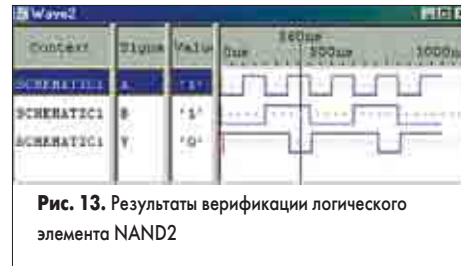 Wave2
Context Signa Valu 0us 500us 1000u
SCHEMATIC1 A '1'
SCHEMATIC1 B '1'
SCHEMATIC1 Y '0'
Рис. 13. Результаты верификации логического
элемента NAND2